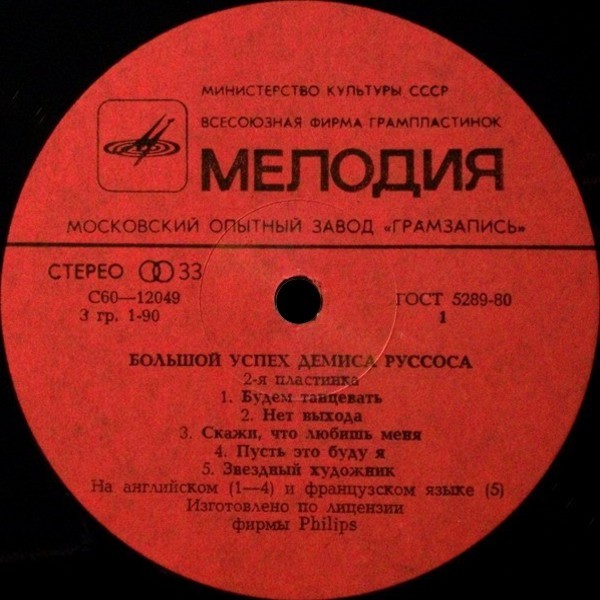 МИНИСТЕРСТВО КУЛЬТУРЫ СССР
ВСЕСОЮЗНАЯ ФИРМА ГРАМПЛАСТИНОК
МЕЛОДИЯ
МОСКОВСКИЙ ОПЫТНЫЙ ЗАВОД «ГРАМЗАПИСЬ»
СТЕРЕО 33
С60—12049 ГОСТ 5289-80
3 гр. 1-90 1
БОЛЬШОЙ УСПЕХ ДЕМИСА РУССОСА
2-я пластинка
1. Будем танцевать
2. Нет выхода
3. Скажи, что любишь меня
4. Пусть это буду я
5. Звездный художник
На английском (1—4) и французском языке (5)
Изготовлено по лицензии
фирмы Philips